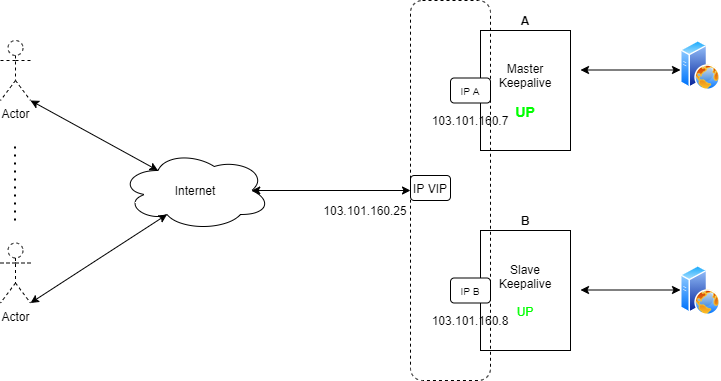 A
Master
Keepalive
IP A
UP
103.101.160.7
Actor
Internet
IP VIP
103.101.160.25
B
Slave
Keepalive
IP B
UP
103.101.160.8
Actor